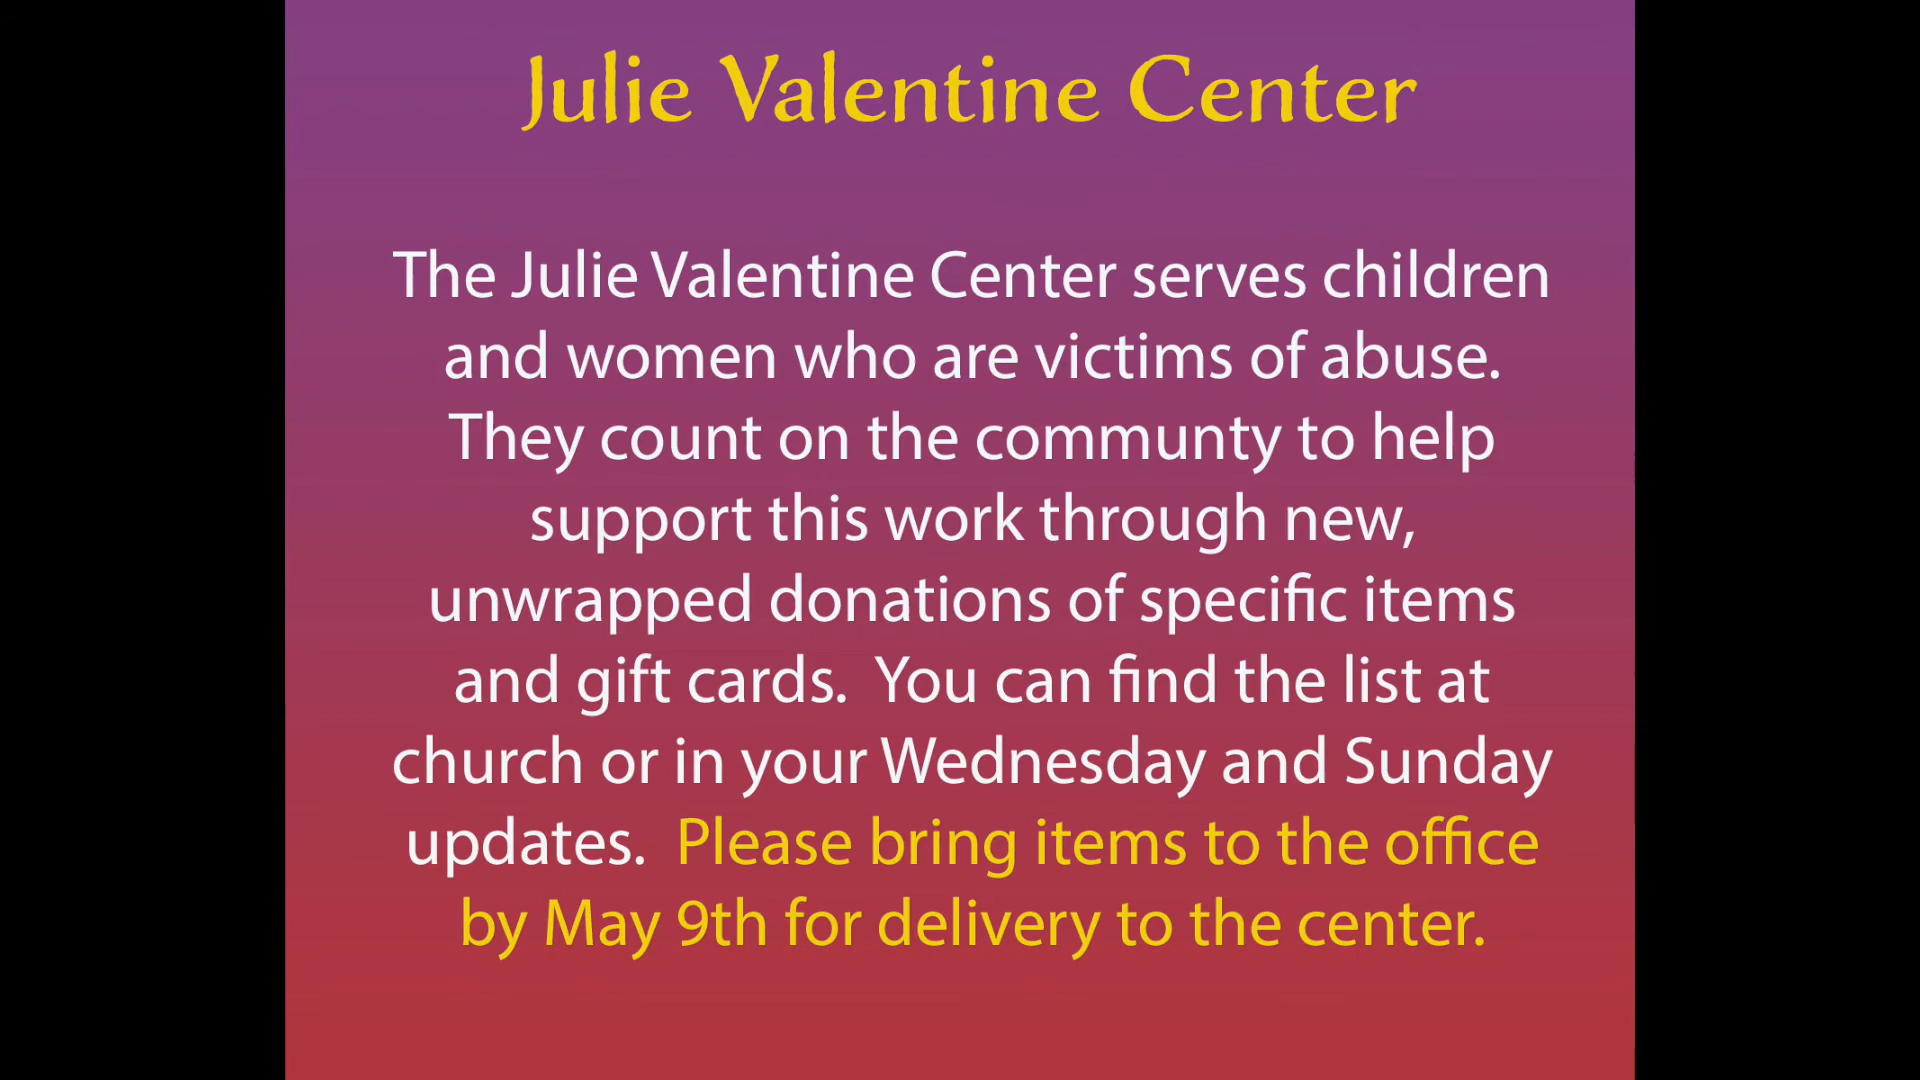 Julie Valentine Center
The Julie Valentine Center serves children
and women who are victims of abuse.
They count on the communty to help
support this work through new,
unwrapped donations of specific items
and gift cards.  You can find the list at
church or in your Wednesday and Sunday
updates.  Please bring items to the office
by May 9th for delivery to the center.